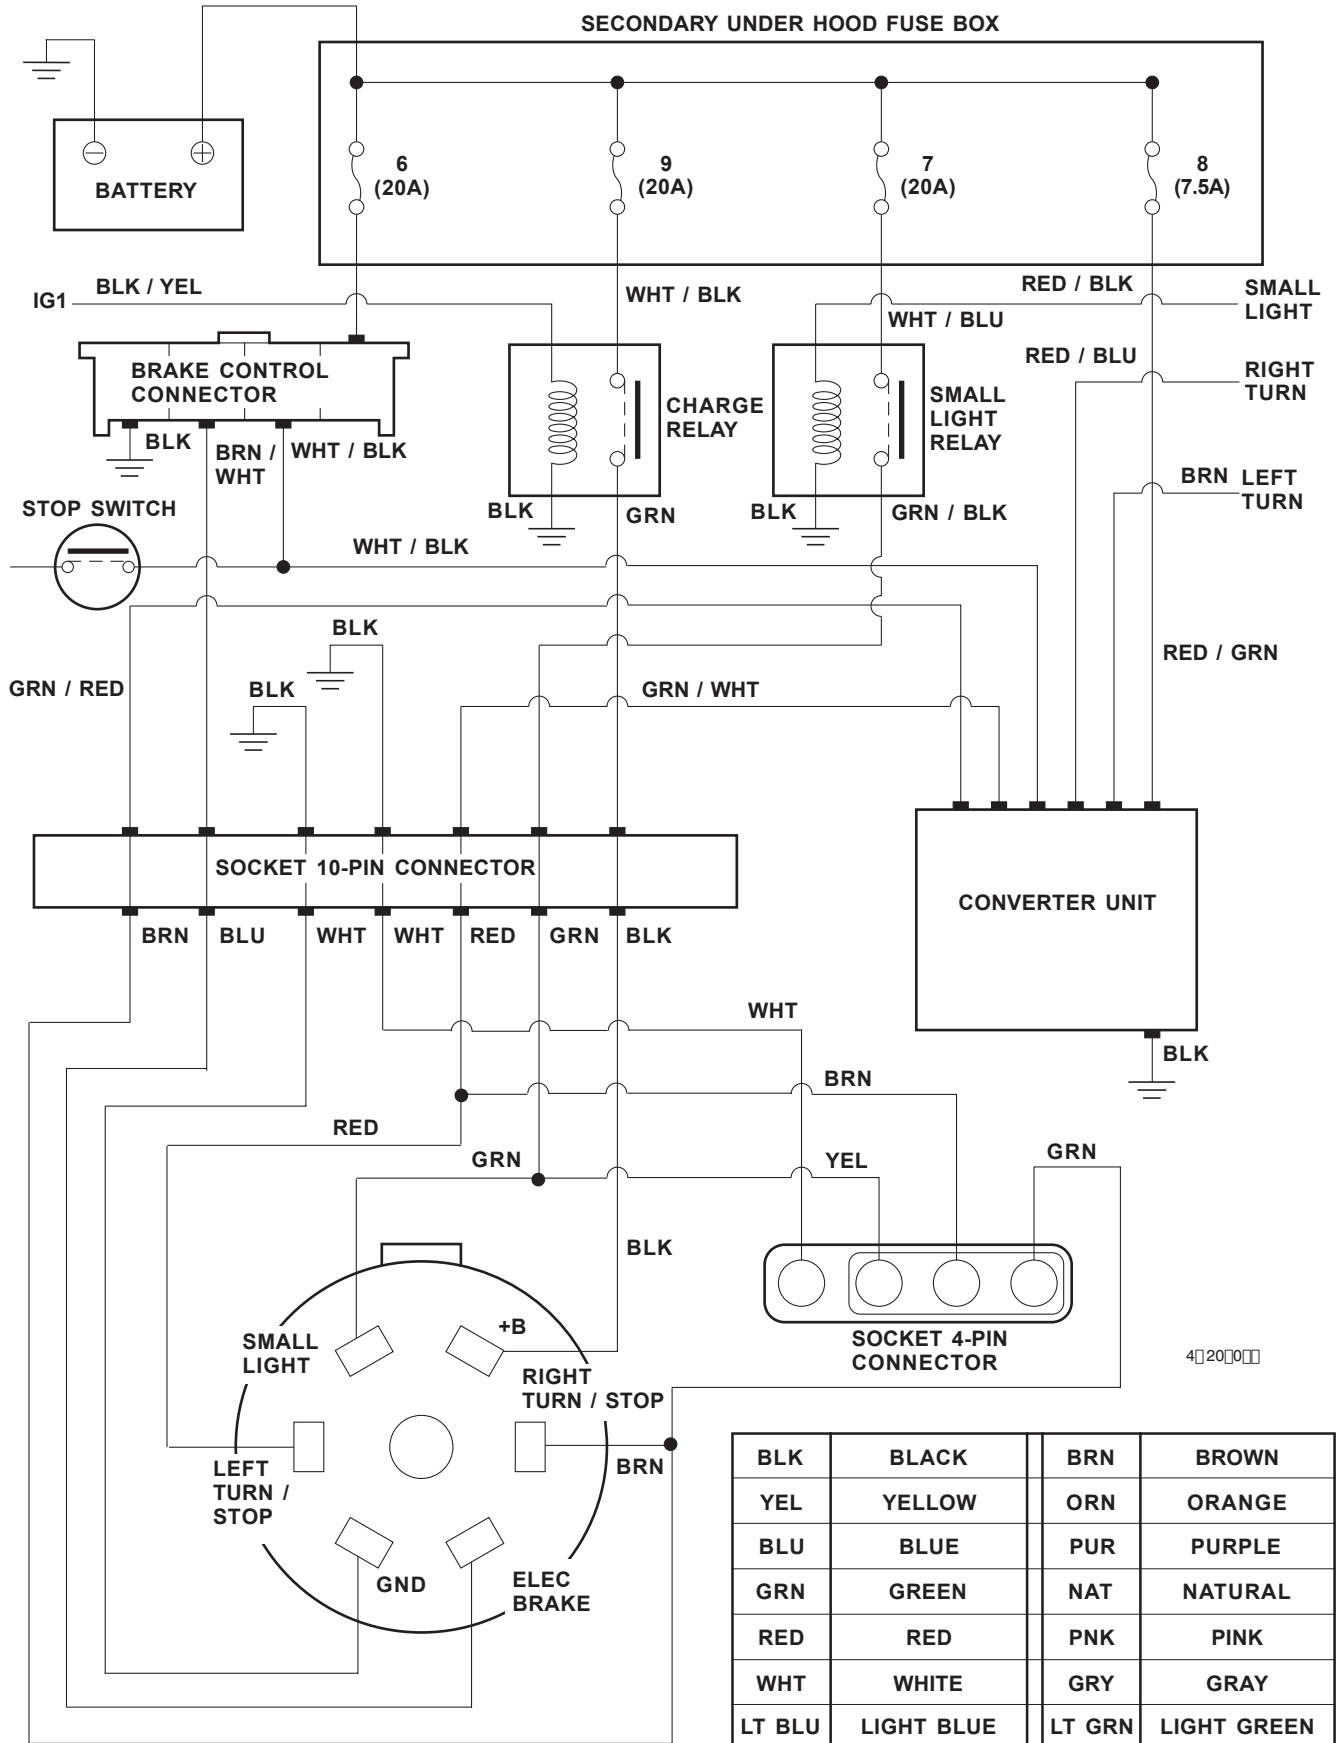 SECONDARY UNDER HOOD FUSE BOX
6
(20A)
9
(20A)
7
(20A)
8
(7.5A)
BATTERY
IG1
BLK / YEL
WHT / BLK
RED / BLK
SMALL
LIGHT
WHT / BLU
RED / BLU
RIGHT
TURN
BRAKE CONTROL
CONNECTOR
CHARGE
RELAY
SMALL
LIGHT
RELAY
BLK
BRN /
WHT
WHT / BLK
BRN
LEFT
TURN
STOP SWITCH
BLK
GRN
BLK
GRN / BLK
WHT / BLK
BLK
RED / GRN
GRN / RED
BLK
GRN / WHT
SOCKET 10-PIN CONNECTOR
CONVERTER UNIT
BRN
BLU
WHT
WHT
RED
GRN
BLK
WHT
BLK
BRN
RED
GRN
YEL
GRN
BLK
SMALL
LIGHT
+B
RIGHT
TURN / STOP
SOCKET 4-PIN
CONNECTOR
LEFT
TURN /
STOP
BRN
GND
ELEC
BRAKE
BLK BLACK BRN BROWN
YEL YELLOW ORN ORANGE
BLU BLUE PUR PURPLE
GRN GREEN NAT NATURAL
RED RED PNK PINK
WHT WHITE GRY GRAY
LT BLU LIGHT BLUE LT GRN LIGHT GREEN